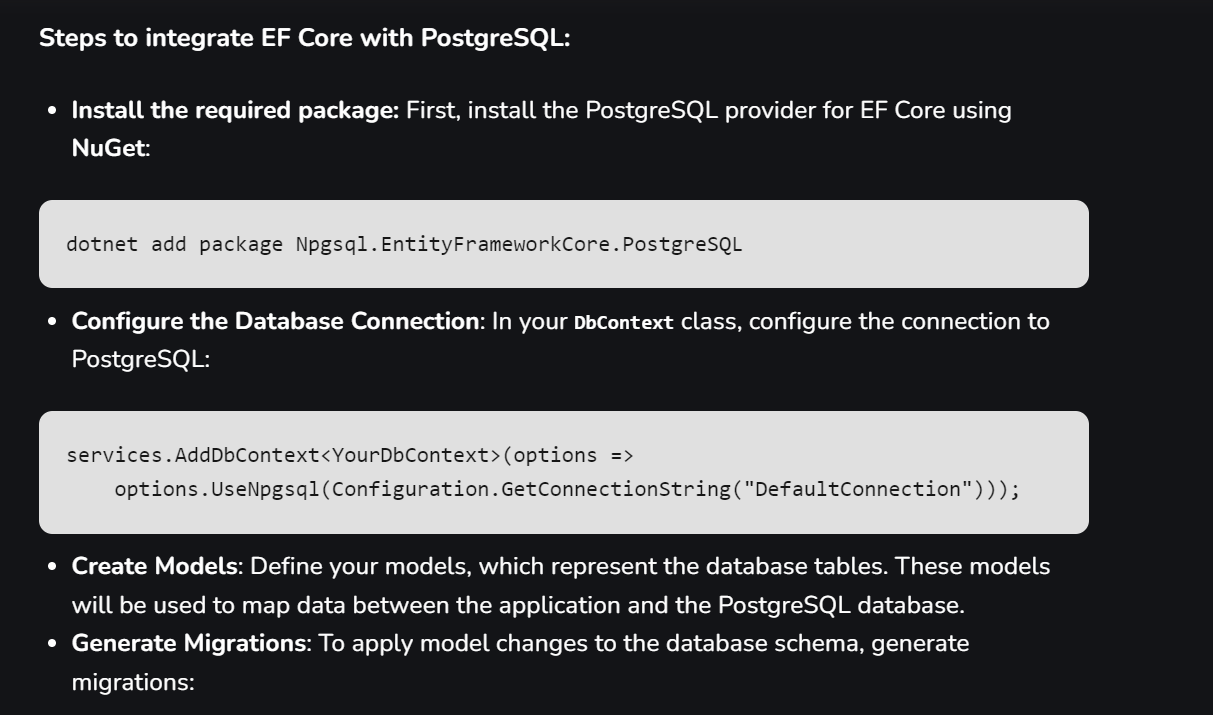 Steps to integrate EF Core with PostgreSQL:
• Install the required package: First, install the PostgreSQL provider for EF Core using
NuGet:
dotnet add package Npgsql.EntityFrameworkCore.PostgreSQL
• Configure the Database Connection: In your DbContext class, configure the connection to
PostgreSQL:
services.AddDbContext<YourDbContext>(options =>
    options.UseNpgsql(Configuration.GetConnectionString("DefaultConnection")));
• Create Models: Define your models, which represent the database tables. These models
will be used to map data between the application and the PostgreSQL database.
• Generate Migrations: To apply model changes to the database schema, generate
migrations: